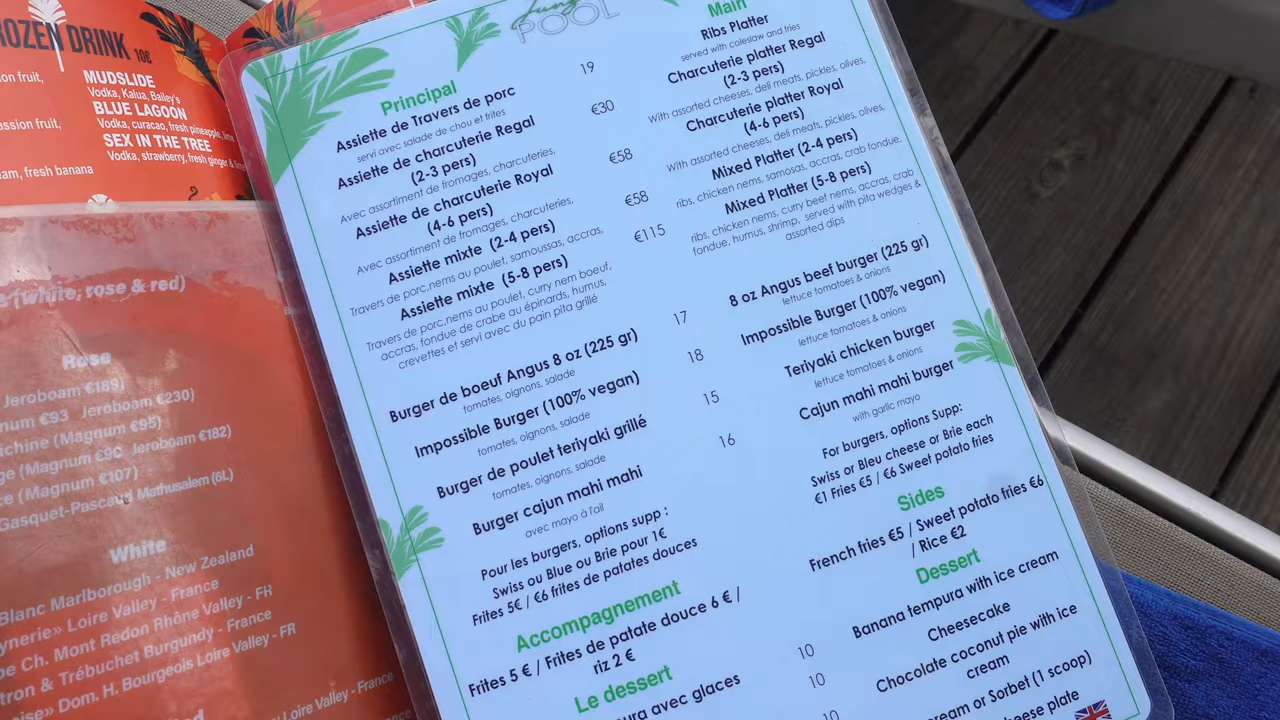 ROZEN DRINK 10€
MUDSLIDE
Vodka, Kalua, Bailey's
BLUE LAGOON
Vodka, curacao, fresh pineapple, lime
SEX IN THE TREE
Vodka, strawberry, fresh ginger &
ssion fruit,
fresh banana
(white, rose & red)
Rose
Jeroboam €189)
€93 Jeroboam €230)
(Magnum €95)
(Magnum €90 Jeroboam €182)
(Magnum €107)
Gasquet-Pascaud Mathusalem (6L)
White
Blanc Marlborough - New Zealand
Loire Valley - France
Ch. Mont Redon Rhône Valley - FR
& Trébuchet Burgundy - France
Dom. H. Bourgeois Loire Valley - FR
Loire Valley - France
POOL
Principal
Assiette de Travers de porc
servi avec salade de chou et frites
19
Assiette de charcuterie Regal
(2-3 pers)
€30
Avec assortiment de fromages, charcuteries,
Assiette de charcuterie Royal
(4-6 pers)
€58
Avec assortiment de fromages, charcuteries,
Assiette mixte (2-4 pers)
€58
Travers de porc,nems au poulet, samoussas, accras,
Assiette mixte (5-8 pers)
€115
Travers de porc,nems au poulet, curry nem boeuf,
accras, fondue de crabe au épinards, humus,
crevettes et servi avec du pain pita grillé
Burger de boeuf Angus 8 oz (225 gr)
17
tomates, oignons, salade
Impossible Burger (100% vegan)
18
tomates, oignons, salade
Burger de poulet teriyaki grillé
15
tomates, oignons, salade
Burger cajun mahi mahi
16
avec mayo à l'ail
Pour les burgers, options supp :
Swiss ou Blue ou Brie pour 1€
Frites 5€ / €6 frites de patates douces
Accompagnement
Frites 5 € / Frites de patate douce 6 € /
riz 2 €
Le dessert
avec glaces
10
10
10
Main
Ribs Platter
served with coleslaw and fries
Charcuterie platter Regal
(2-3 pers)
With assorted cheeses, deli meats, pickles, olives,
Charcuterie platter Royal
(4-6 pers)
With assorted cheeses, deli meats, pickles, olives,
Mixed Platter (2-4 pers)
ribs, chicken nems, samosas, accras, crab fondue,
Mixed Platter (5-8 pers)
ribs, chicken nems, curry beef nems, accras, crab
fondue, humus, shrimp, served with pita wedges &
assorted dips
8 oz Angus beef burger (225 gr)
lettuce tomatoes & onions
Impossible Burger (100% vegan)
lettuce tomatoes & onions
Teriyaki chicken burger
lettuce tomatoes & onions
Cajun mahi mahi burger
with garlic mayo
For burgers, options Supp:
Swiss or Bleu cheese or Brie each
€1 Fries €5 / €6 Sweet potato fries
Sides
French fries €5 / Sweet potato fries €6
/ Rice €2
Dessert
Banana tempura with ice cream
Cheesecake
Chocolate coconut pie with ice
cream
or Sorbet (1 scoop)
plate